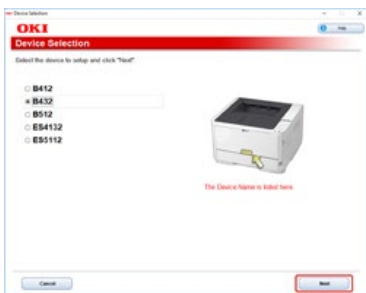 Device Selection
OKI
Help
Device Selection
Select the device to setup and click "Next"
B412
B432
B512
ES4132
ES5112
The Device Name is listed here
Cancel
Next